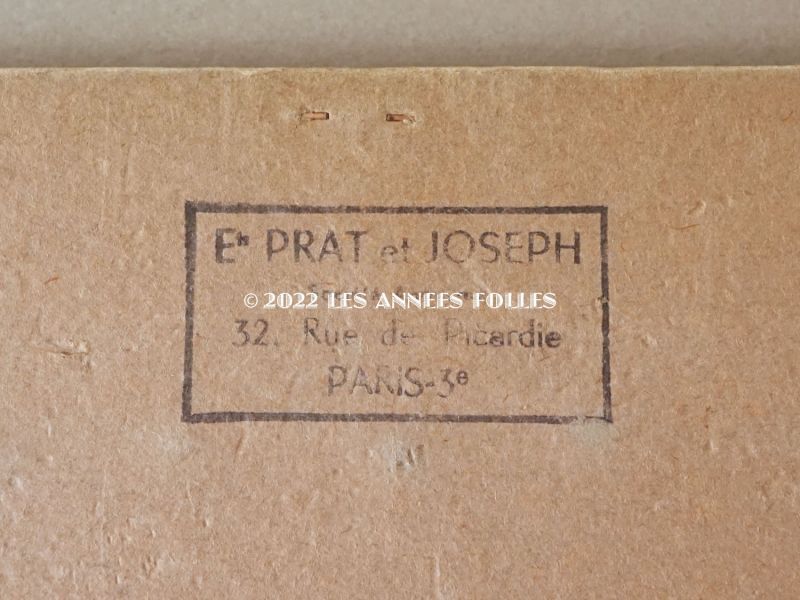 Eᵗˢ PRAT et JOSEPH
© 2022 LES ANNEES FOLLES
32, Rue de Picardie
PARIS-3ᵉ